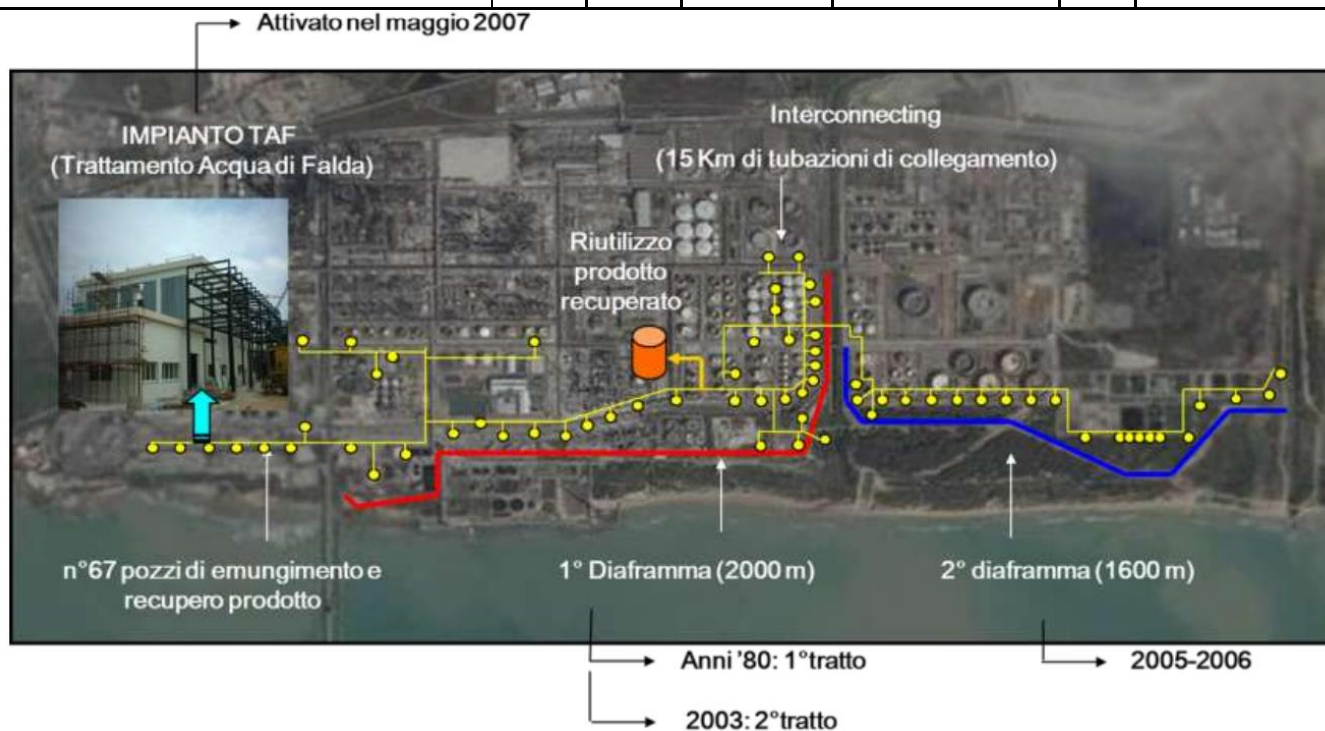 Attivato nel maggio 2007
IMPIANTO TAF
(Trattamento Acqua di Falda)
Interconnecting
(15 Km di tubazioni di collegamento)
Riutilizzo
prodotto
recuperato
n°67 pozzi di emungimento e
recupero prodotto
1° Diaframma (2000 m)
2° diaframma (1600 m)
Anni '80: 1°tratto
2005-2006
2003: 2°tratto